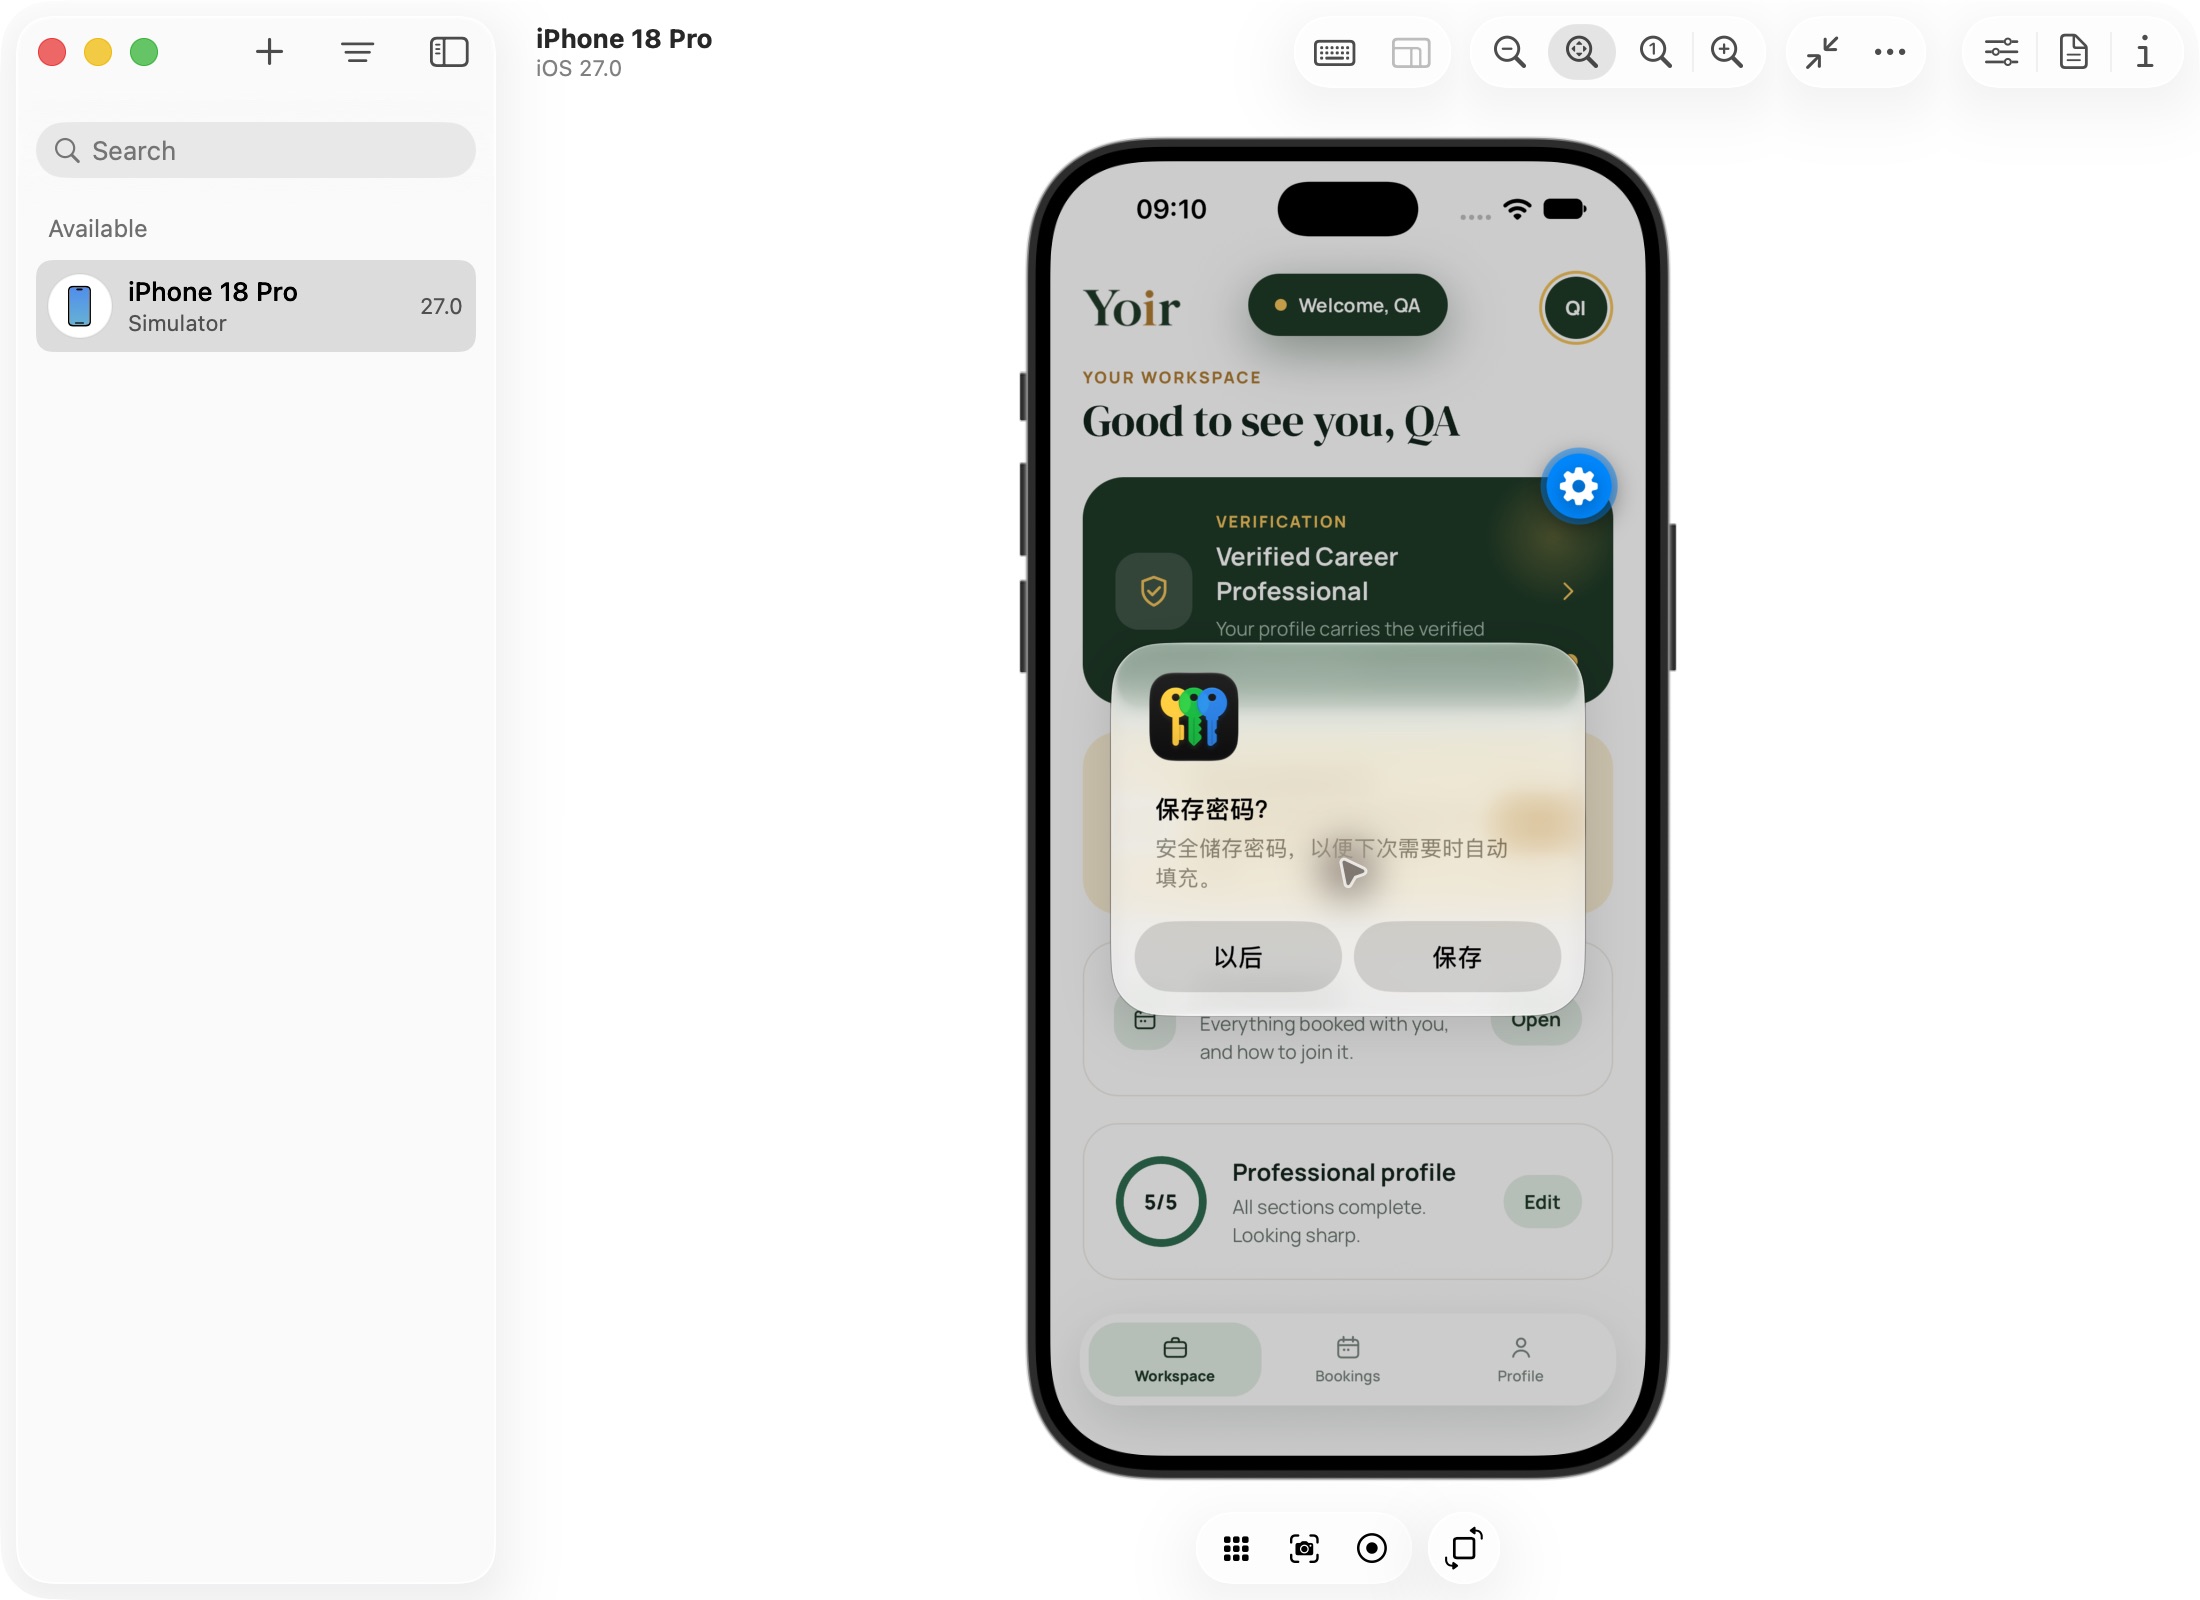 iPhone 18 Pro
iOS 27.0
Search
Available
iPhone 18 Pro
Simulator
27.0
09:10
Yoir
Welcome, QA
QI
YOUR WORKSPACE
Good to see you, QA
VERIFICATION
Verified Career
Professional
Your profile carries the verified
保存密码?
安全储存密码，以便下次需要时自动
填充。
以后
保存
Everything booked with you,
and how to join it.
Open
5/5
Professional profile
All sections complete.
Looking sharp.
Edit
Workspace
Bookings
Profile